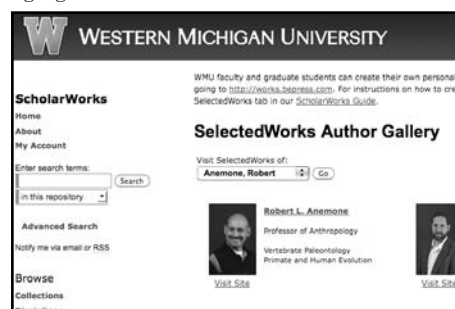 WESTERN MICHIGAN UNIVERSITY
ScholarWorks
Home
About
My Account
Enter search terms:
Search
in this repository
Advanced Search
Notify me via email or RSS
Browse
Collections
WMU faculty and graduate students can create their own personal
going to http://works.bepress.com. For instructions on how to cre
SelectedWorks tab in our ScholarWorks Guide.
SelectedWorks Author Gallery
Visit SelectedWorks of:
Anemone, Robert
Go
Robert L. Anemone
Professor of Anthropology
Vertebrate Paleontology
Primate and Human Evolution
Visit Site
Visit Site